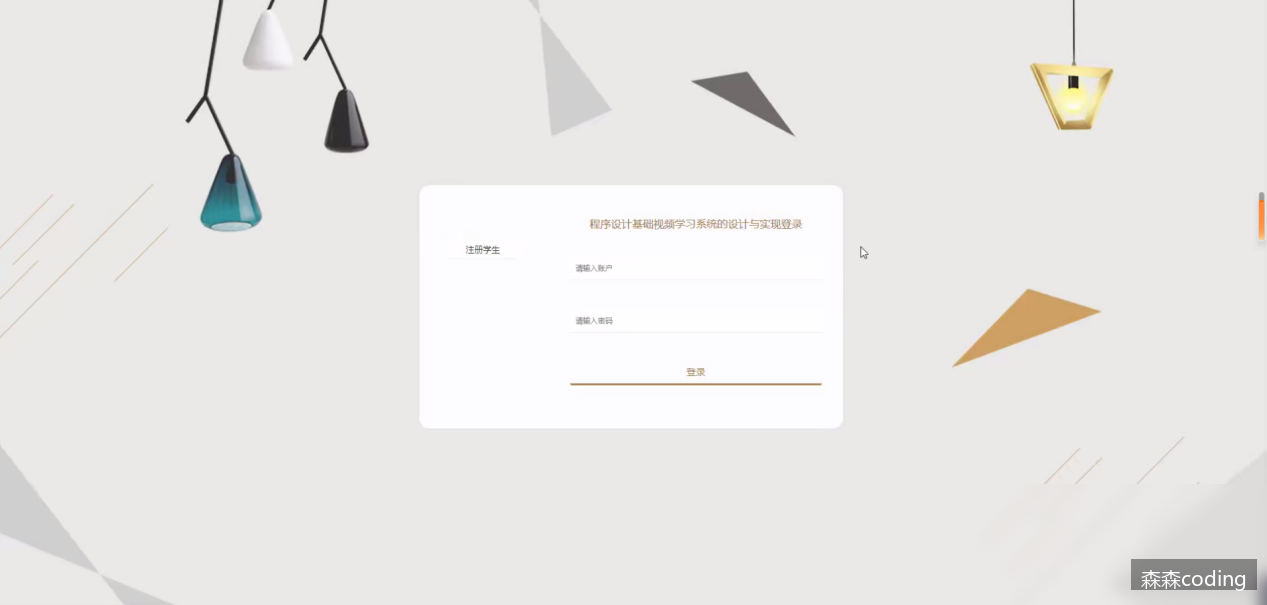 程序设计基础视频学习系统的设计与实现登录
注册学生
请输入账户
请输入密码
登录
森森coding